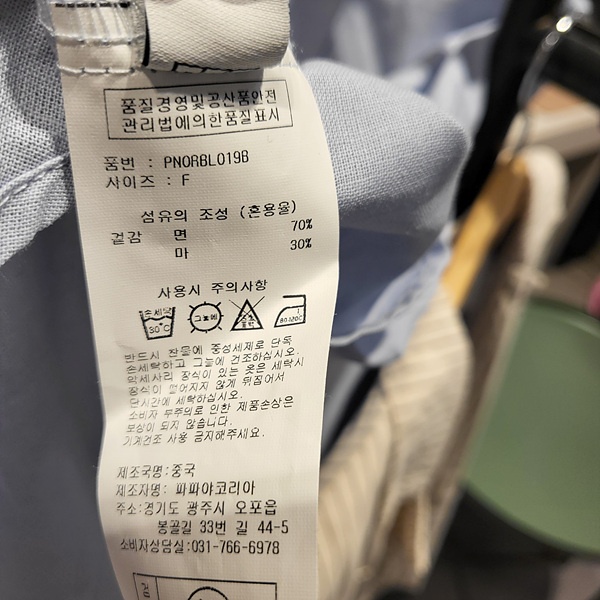 품질경영및공산품안전
관리법에의한품질표시
품번 : PNORBL019B
사이즈 : F
섬유의 조성 (혼용율)
겉감 면 70%
마 30%
사용시 주의사항
손세탁
30℃
그늘에
80-120℃
반드시 찬물에 중성세제로 단독
손세탁하고 그늘에 건조하십시오.
악세사리 장식이 있는 옷은 세탁시
장식이 떨어지지 않게 뒤집어서
단시간에 세탁하십시오.
소비자 부주의로 인한 제품손상은
보상이 되지 않습니다.
기계건조 사용 금지해주세요.
제조국명:중국
제조자명: 파파야코리아
주소:경기도 광주시 오포읍
봉골길 33번 길 44-5
소비자상담실:031-766-6978